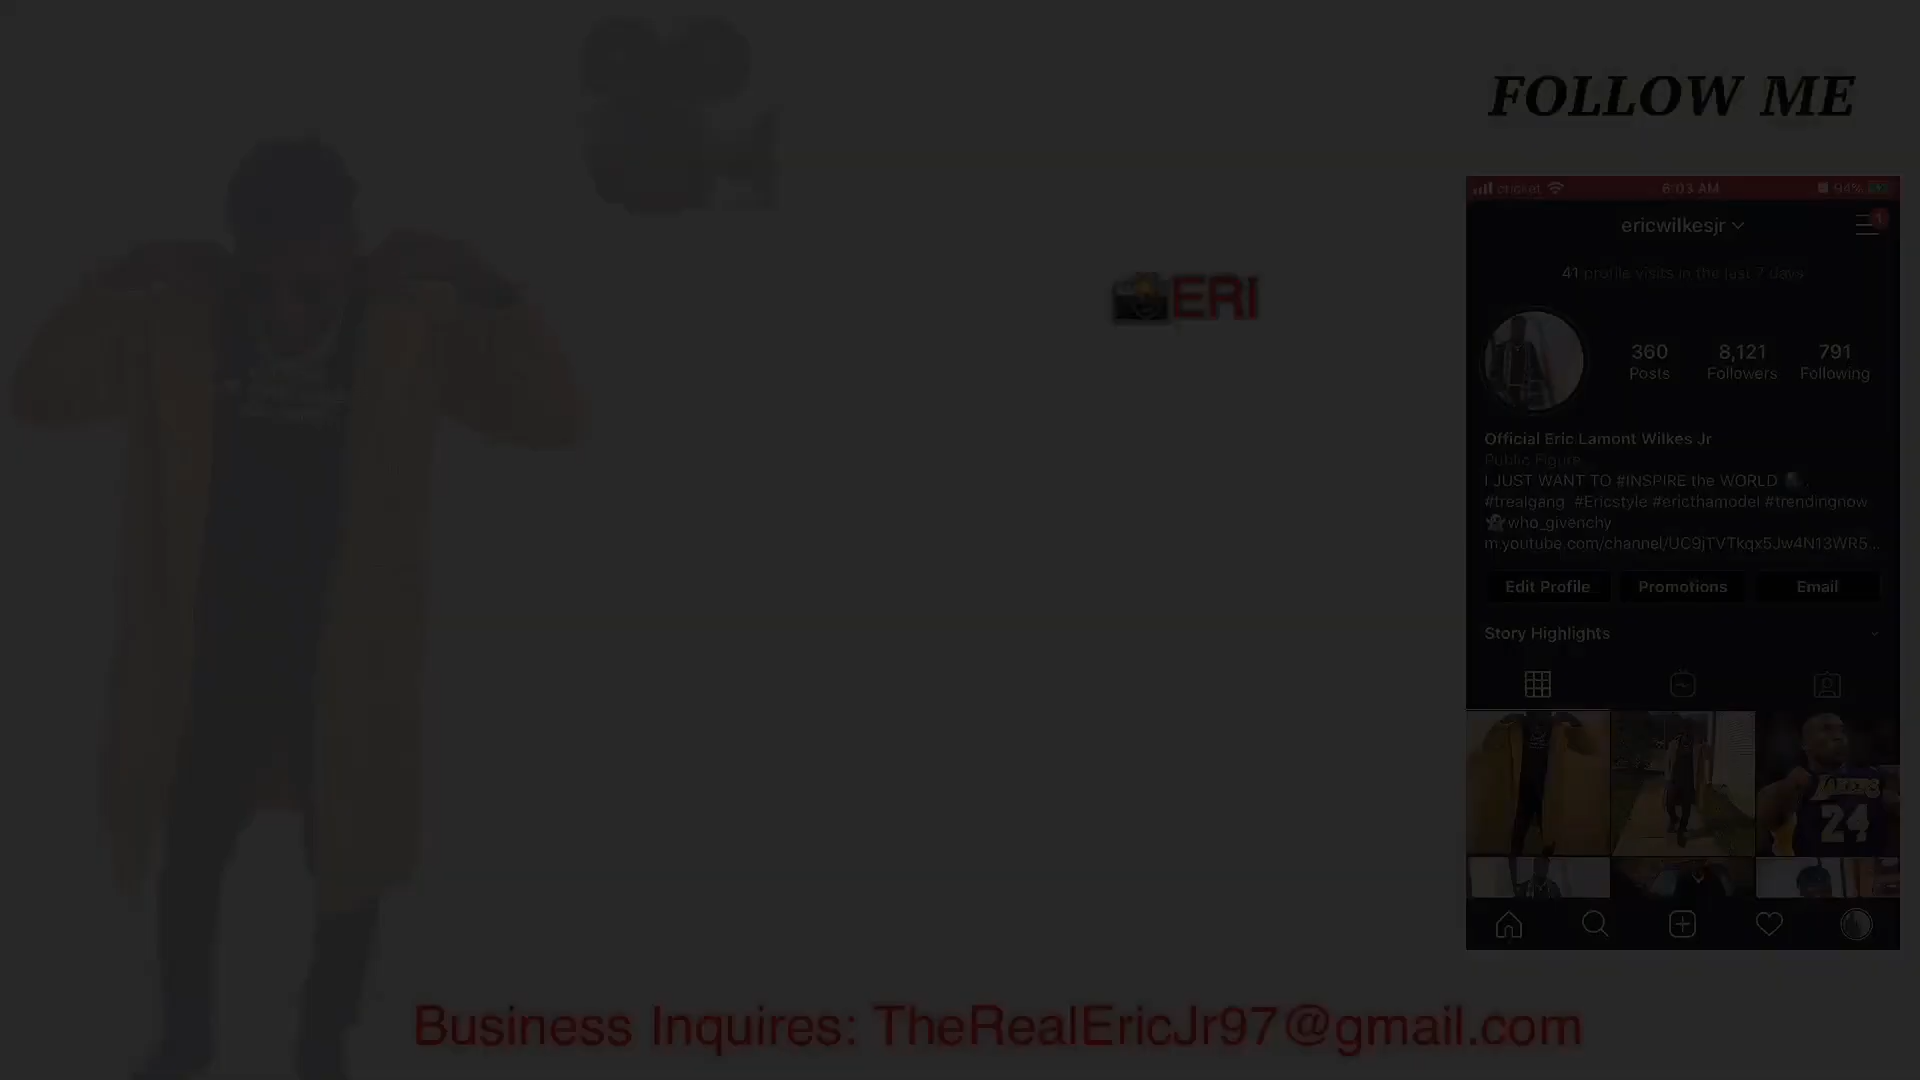 FOLLOW ME
cricket 6:03 AM 94%
ericwilkesjr
1
41 profile visits in the last 7 days
ERI
360 8,121 791
Posts Followers Following
Official Eric Lamont Wilkes Jr
Public Figure
I JUST WANT TO #INSPIRE the WORLD .
#trealgang #Ericstyle #ericthamodel #trendingnow
who_givenchy
m.youtube.com/channel/UC9jTVTkqx5Jw4N13WR5...
Edit Profile Promotions Email
Story Highlights
LAKERS
24
Business Inquires: TheRealEricJr97@gmail.com